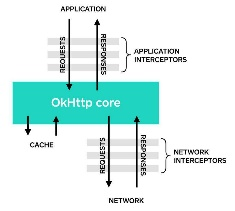 APPLICATION
REQUESTS
RESPONSES
APPLICATION
INTERCEPTORS
OkHttp core
CACHE
REQUESTS
RESPONSES
NETWORK
INTERCEPTORS
NETWORK